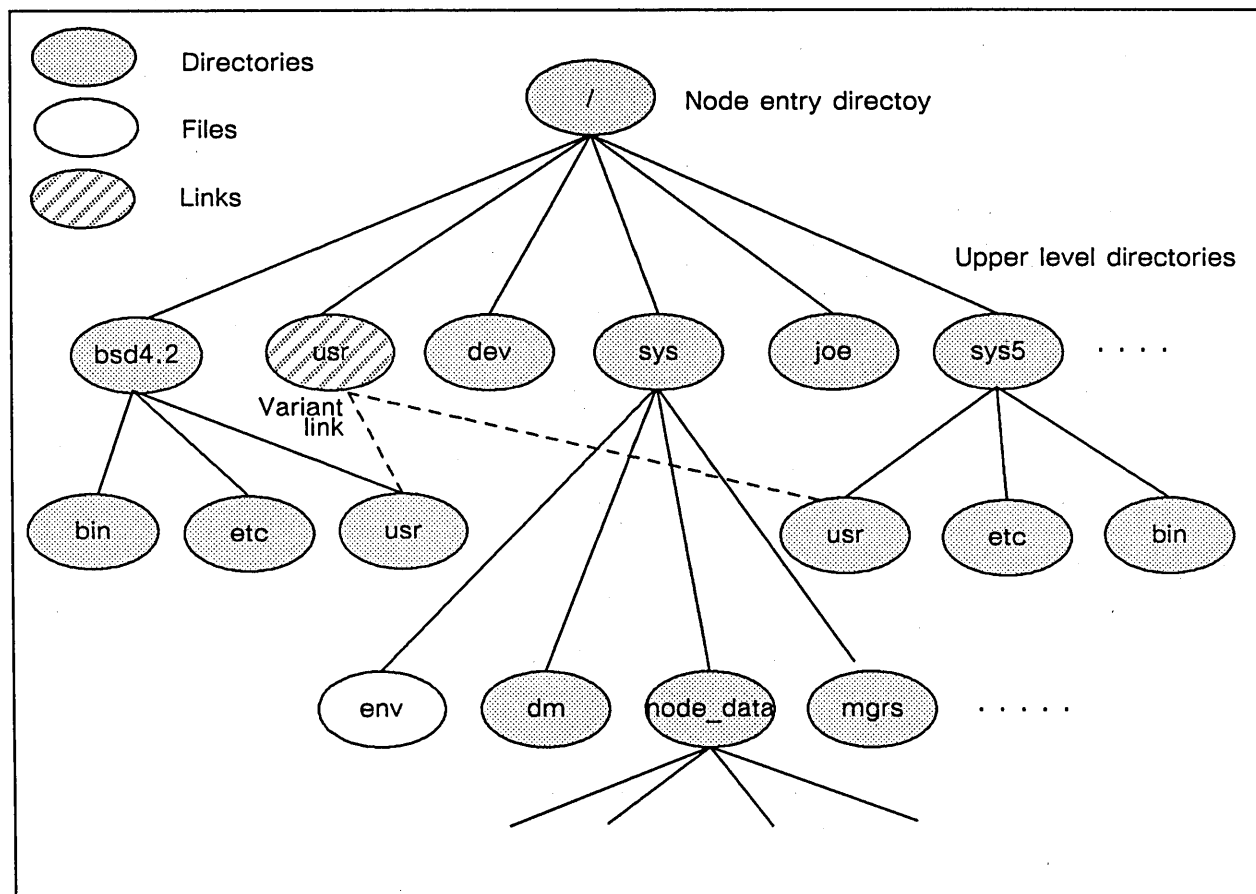 Directories
/
Node entry directoy
Files
Links
Upper level directories
bsd4.2
usr
dev
sys
joe
sys5
. . . .
Variant
link
bin
etc
usr
usr
etc
bin
env
dm
node_data
mgrs
. . . . .